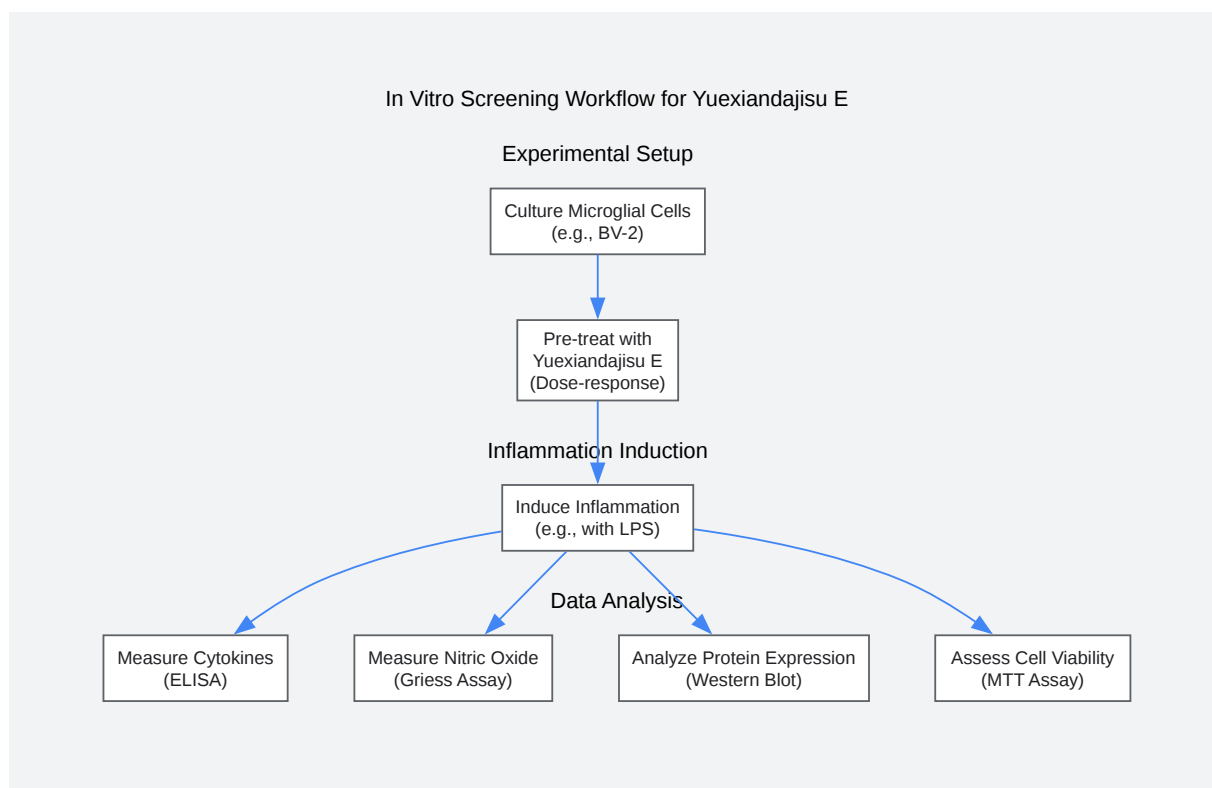 In Vitro Screening Workflow for Yuexiandajisu E
Experimental Setup
Culture Microglial Cells
(e.g., BV-2)
Pre-treat with
Yuexiandajisu E
(Dose-response)
Inflammation Induction
Induce Inflammation
(e.g., with LPS)
Data Analysis
Measure Cytokines
(ELISA)
Measure Nitric Oxide
(Griess Assay)
Analyze Protein Expression
(Western Blot)
Assess Cell Viability
(MTT Assay)